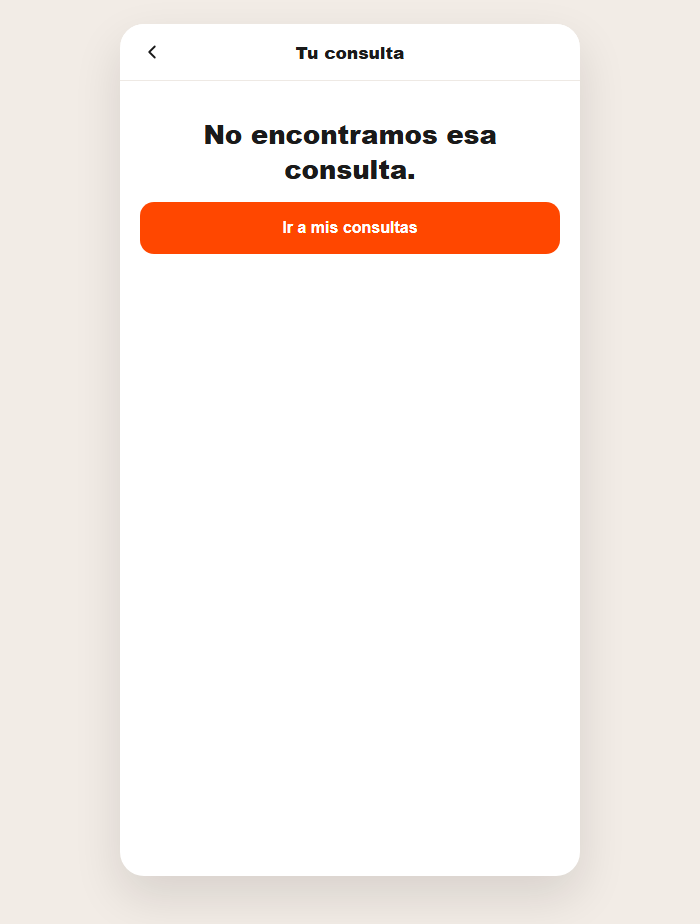 Tu consulta
No encontramos esa
consulta.
Ir a mis consultas